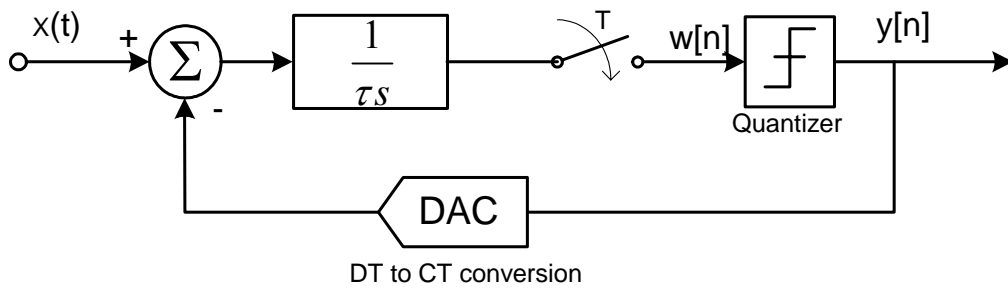 x(t)
+
Σ
-
1
τs
T
w[n]
Quantizer
y[n]
DAC
DT to CT conversion